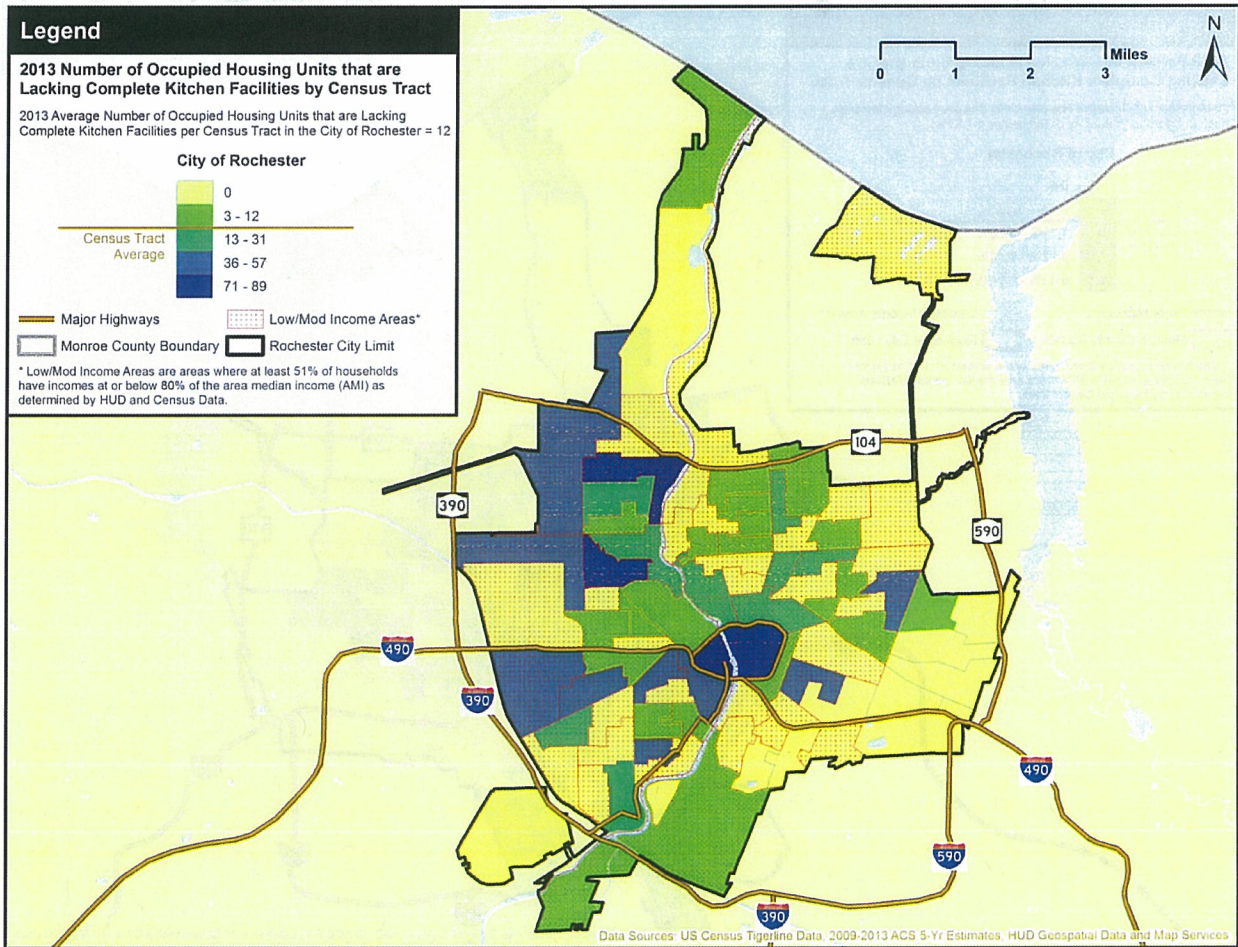 Legend
2013 Number of Occupied Housing Units that are
Lacking Complete Kitchen Facilities by Census Tract
2013 Average Number of Occupied Housing Units that are Lacking
Complete Kitchen Facilities per Census Tract in the City of Rochester = 12
City of Rochester
0
3 - 12
Census Tract
Average
13 - 31
36 - 57
71 - 89
Major Highways
Low/Mod Income Areas*
Monroe County Boundary
Rochester City Limit
* Low/Mod Income Areas are areas where at least 51% of households
have incomes at or below 80% of the area median income (AMI) as
determined by HUD and Census Data.
N
Miles
0 1 2 3
104
390
590
490
390
490
590
390
Data Sources: US Census Tigerline Data, 2009-2013 ACS 5-Yr Estimates, HUD Geospatial Data and Map Services